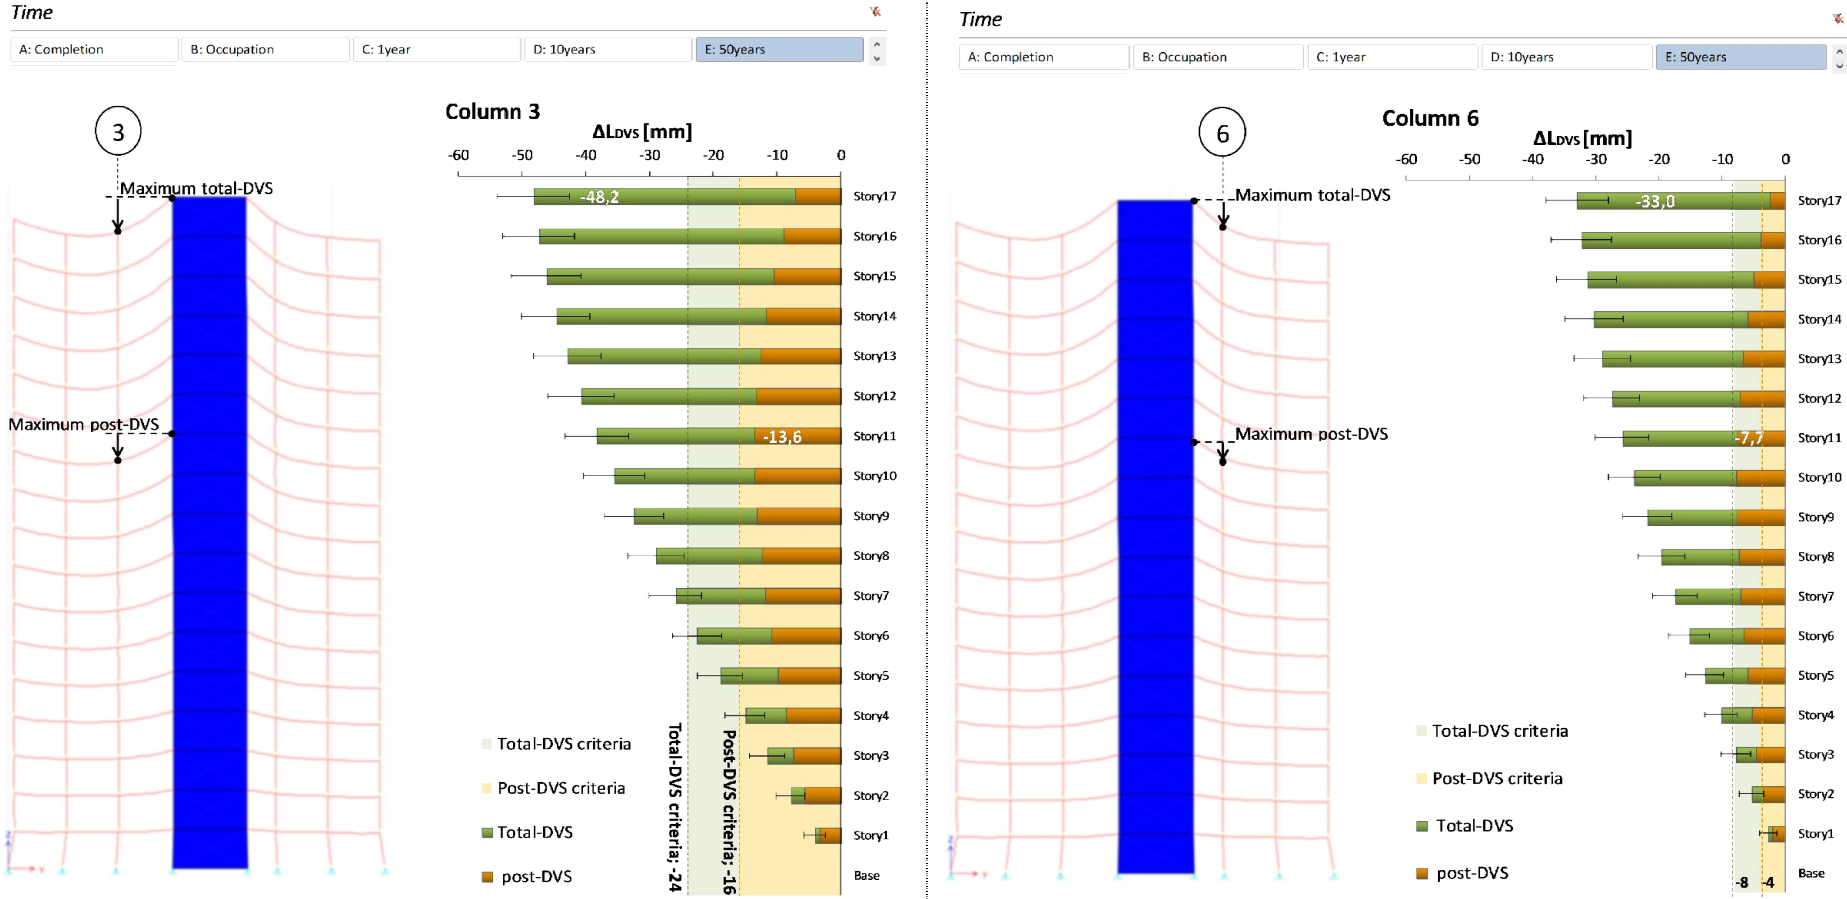 Time
A: Completion
B: Occupation
C: 1year
D: 10years
E: 50years
3
Column 3
ΔLDVS [mm]
-60
-50
-40
-30
-20
-10
0
Maximum total-DVS
Maximum post-DVS
-48,2
-13,6
Story17
Story16
Story15
Story14
Story13
Story12
Story11
Story10
Story9
Story8
Story7
Story6
Story5
Story4
Story3
Story2
Story1
Base
Total-DVS criteria
Post-DVS criteria
Total-DVS
post-DVS
Total-DVS criteria; -24
Post-DVS criteria; -16
Time
A: Completion
B: Occupation
C: 1year
D: 10years
E: 50years
6
Column 6
ΔLDVS [mm]
-60
-50
-40
-30
-20
-10
0
Maximum total-DVS
Maximum post-DVS
-33,0
-7,7
Story17
Story16
Story15
Story14
Story13
Story12
Story11
Story10
Story9
Story8
Story7
Story6
Story5
Story4
Story3
Story2
Story1
Base
Total-DVS criteria
Post-DVS criteria
Total-DVS
post-DVS
-8
-4